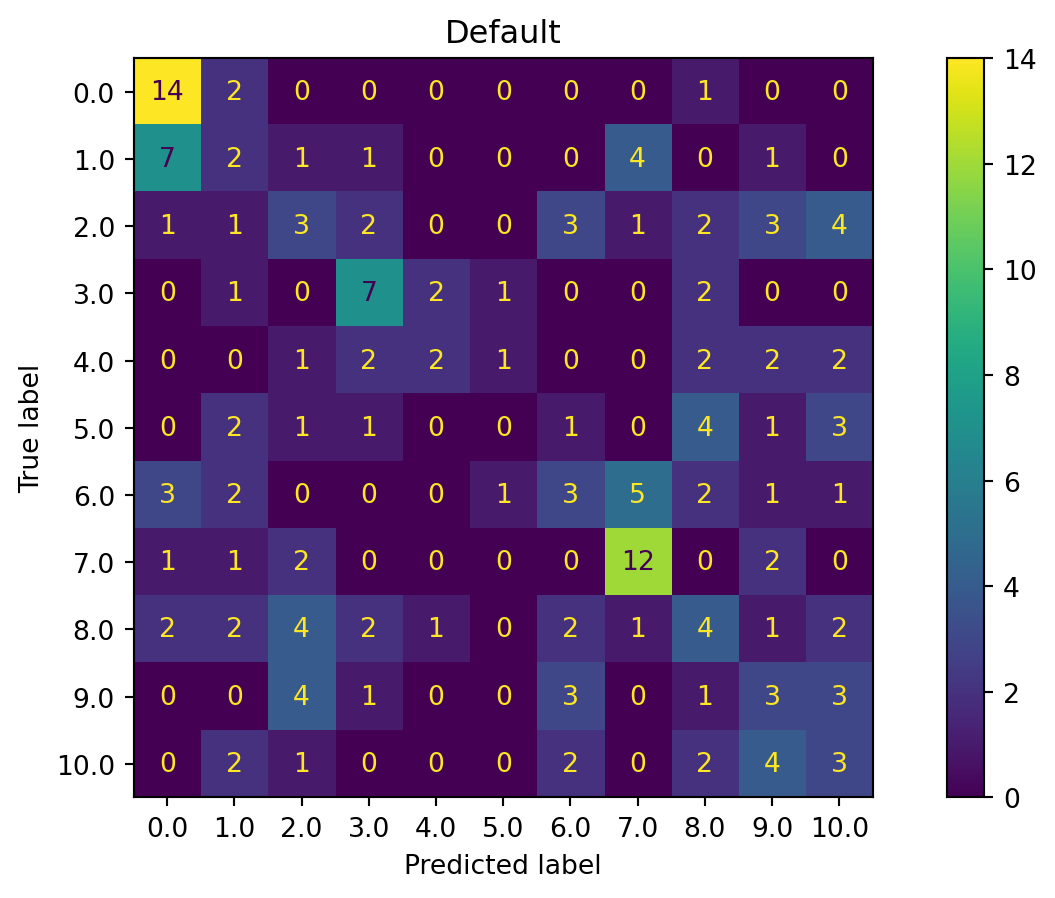 Default
True label
0.0 14 2 0 0 0 0 0 0 1 0 0
1.0 7 2 1 1 0 0 0 4 0 1 0
2.0 1 1 3 2 0 0 3 1 2 3 4
3.0 0 1 0 7 2 1 0 0 2 0 0
4.0 0 0 1 2 2 1 0 0 2 2 2
5.0 0 2 1 1 0 0 1 0 4 1 3
6.0 3 2 0 0 0 1 3 5 2 1 1
7.0 1 1 2 0 0 0 0 12 0 2 0
8.0 2 2 4 2 1 0 2 1 4 1 2
9.0 0 0 4 1 0 0 3 0 1 3 3
10.0 0 2 1 0 0 0 2 0 2 4 3
0.0 1.0 2.0 3.0 4.0 5.0 6.0 7.0 8.0 9.0 10.0
Predicted label
14
12
10
8
6
4
2
0